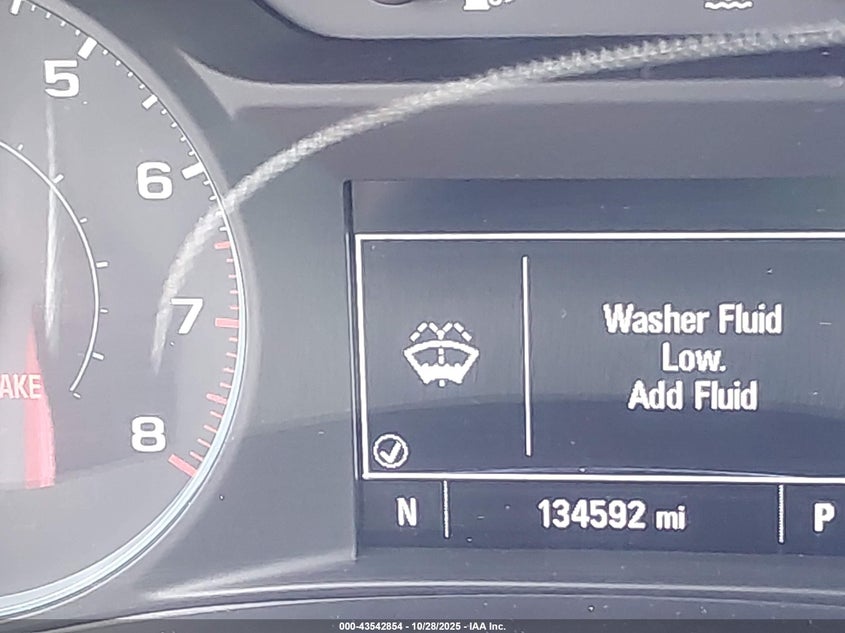 5
6
7
8
AKE
Washer Fluid
Low.
Add Fluid
N
134592 mi
P
000-43542854 - 10/28/2025 - IAA Inc.